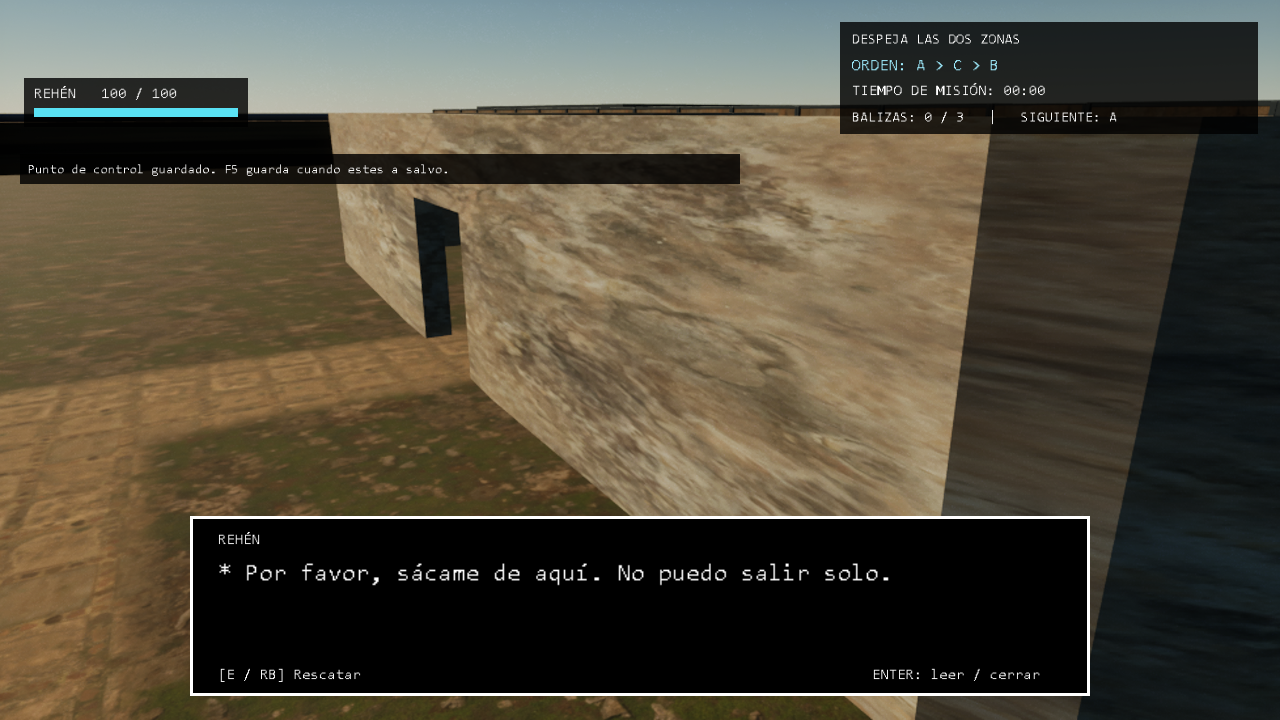 DESPEJA LAS DOS ZONAS
ORDEN: A > C > B
TIEMPO DE MISIÓN: 00:00
BALIZAS: 0 / 3 | SIGUIENTE: A
REHÉN 100 / 100
Punto de control guardado. F5 guarda cuando estes a salvo.
REHÉN
* Por favor, sácame de aquí. No puedo salir solo.
[E / RB] Rescatar
ENTER: leer / cerrar